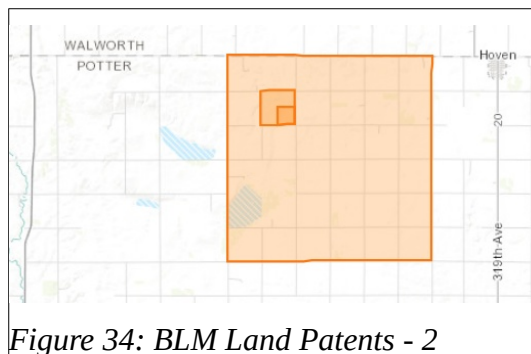 WALWORTH
POTTER
Hoven
20
319th Ave
Figure 34: BLM Land Patents - 2